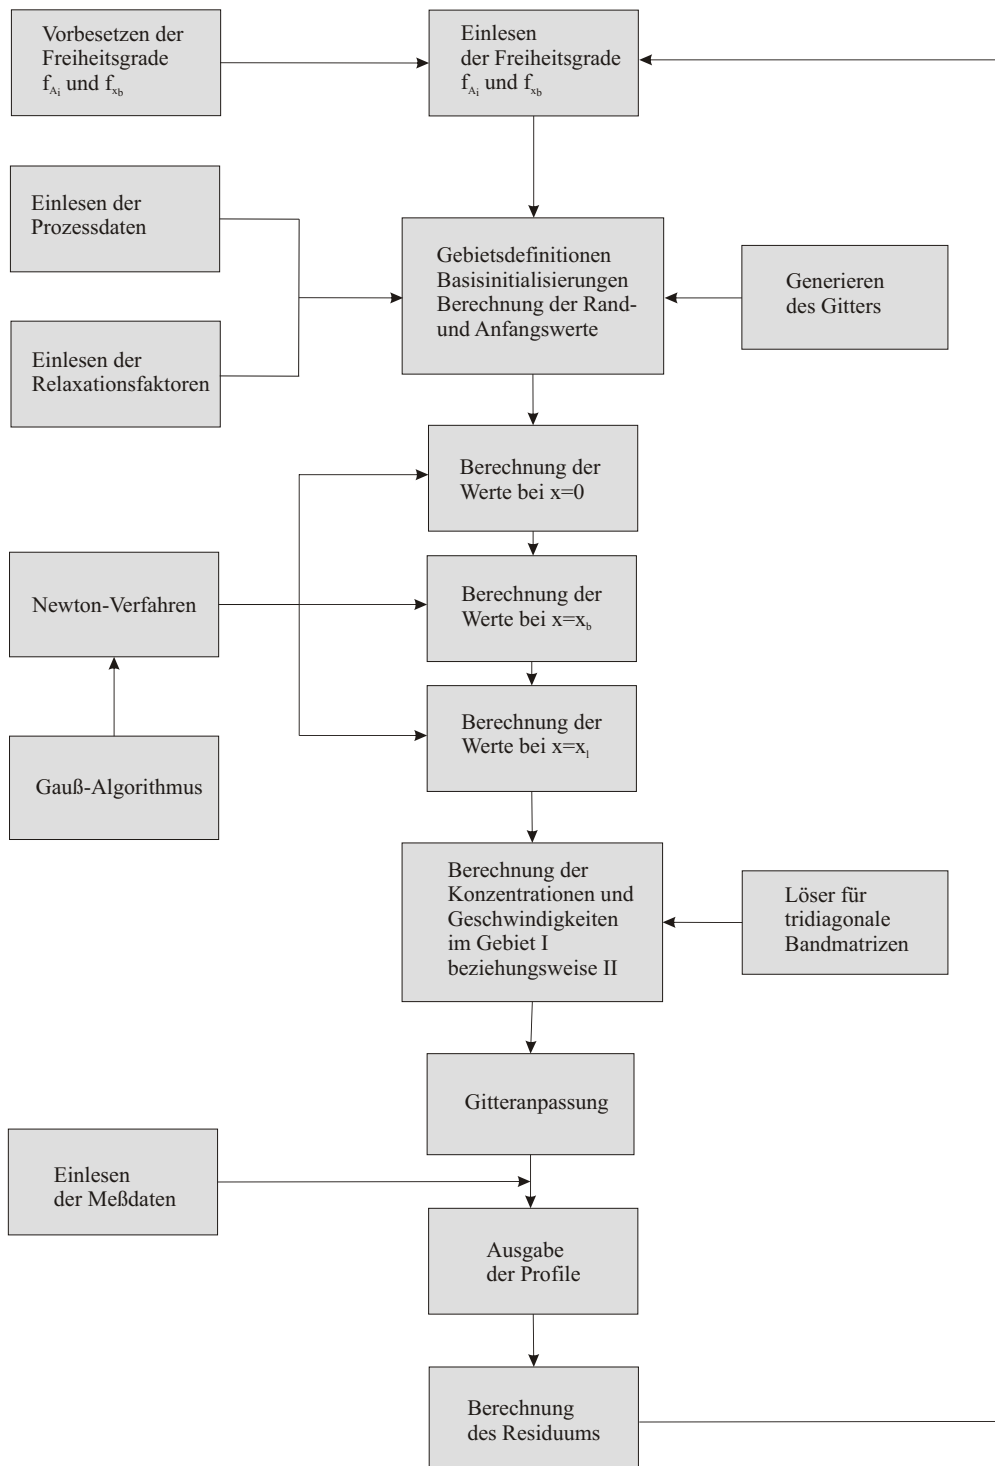 Vorbesetzen der
Freiheitsgrade
f_{A_i} und f_{x_b}
Einlesen
der Freiheitsgrade
f_{A_i} und f_{x_b}
Einlesen der
Prozessdaten
Gebietsdefinitionen
Basisinitialisierungen
Berechnung der Rand-
und Anfangswerte
Generieren
des Gitters
Einlesen der
Relaxationsfaktoren
Berechnung der
Werte bei x=0
Newton-Verfahren
Berechnung der
Werte bei x=x_b
Berechnung der
Werte bei x=x_l
Gauß-Algorithmus
Berechnung der
Konzentrationen und
Geschwindigkeiten
im Gebiet I
beziehungsweise II
Löser für
tridiagonale
Bandmatrizen
Gitteranpassung
Einlesen
der Meßdaten
Ausgabe
der Profile
Berechnung
des Residuums